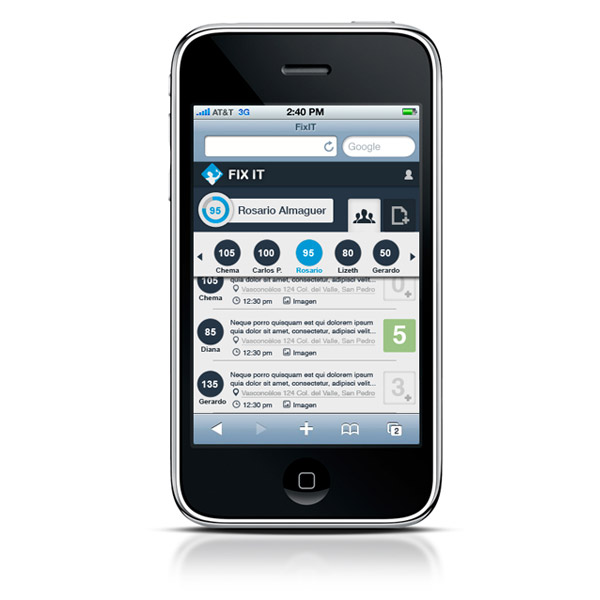 AT&T 3G 2:40 PM
FixIT
Google
FIX IT
95 Rosario Almaguer
105 100 95 80 50
Chema Carlos P. Rosario Lizeth Gerardo
105 quia dolor sit amet, consectetur, adipisci velit... 0+
Chema Vasconcélos 124 Col. del Valle, San Pedro
12:30 pm Imagen
Neque porro quisquam est qui dolorem ipsum
85 quia dolor sit amet, consectetur, adipisci velit... 5
Diana Vasconcélos 124 Col. del Valle, San Pedro
12:30 pm Imagen
Neque porro quisquam est qui dolorem ipsum
135 quia dolor sit amet, consectetur, adipisci velit... 3+
Gerardo Vasconcélos 124 Col. del Valle, San Pedro
12:30 pm Imagen
2